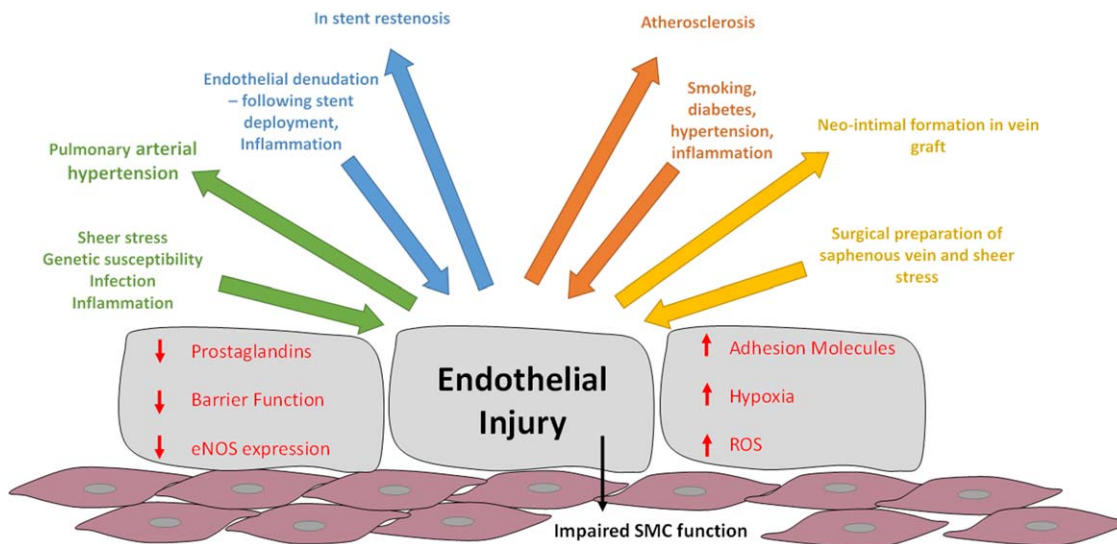 In stent restenosis
Atherosclerosis
Endothelial denudation
– following stent
deployment,
Inflammation
Smoking,
diabetes,
hypertension,
inflammation
Neo-intimal formation in vein
graft
Pulmonary arterial
hypertension
Sheer stress
Genetic susceptibility
Infection
Inflammation
Surgical preparation of
saphenous vein and sheer
stress
Prostaglandins
Barrier Function
eNOS expression
Endothelial
Injury
Adhesion Molecules
Hypoxia
ROS
Impaired SMC function